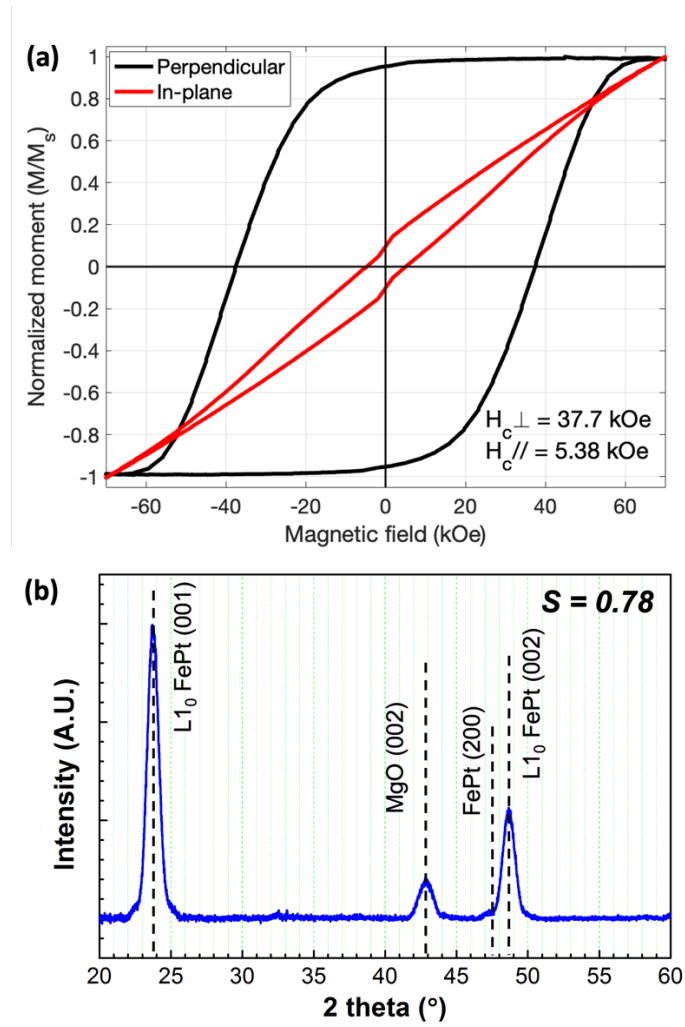 (a)
Perpendicular
In-plane
Normalized moment (M/Ms)
1
0.8
0.6
0.4
0.2
0
-0.2
-0.4
-0.6
-0.8
-1
Hc⊥ = 37.7 kOe
Hc// = 5.38 kOe
-60 -40 -20 0 20 40 60
Magnetic field (kOe)
(b)
S = 0.78
Intensity (A.U.)
L10 FePt (001)
MgO (002)
FePt (200)
L10 FePt (002)
20 25 30 35 40 45 50 55 60
2 theta (°)